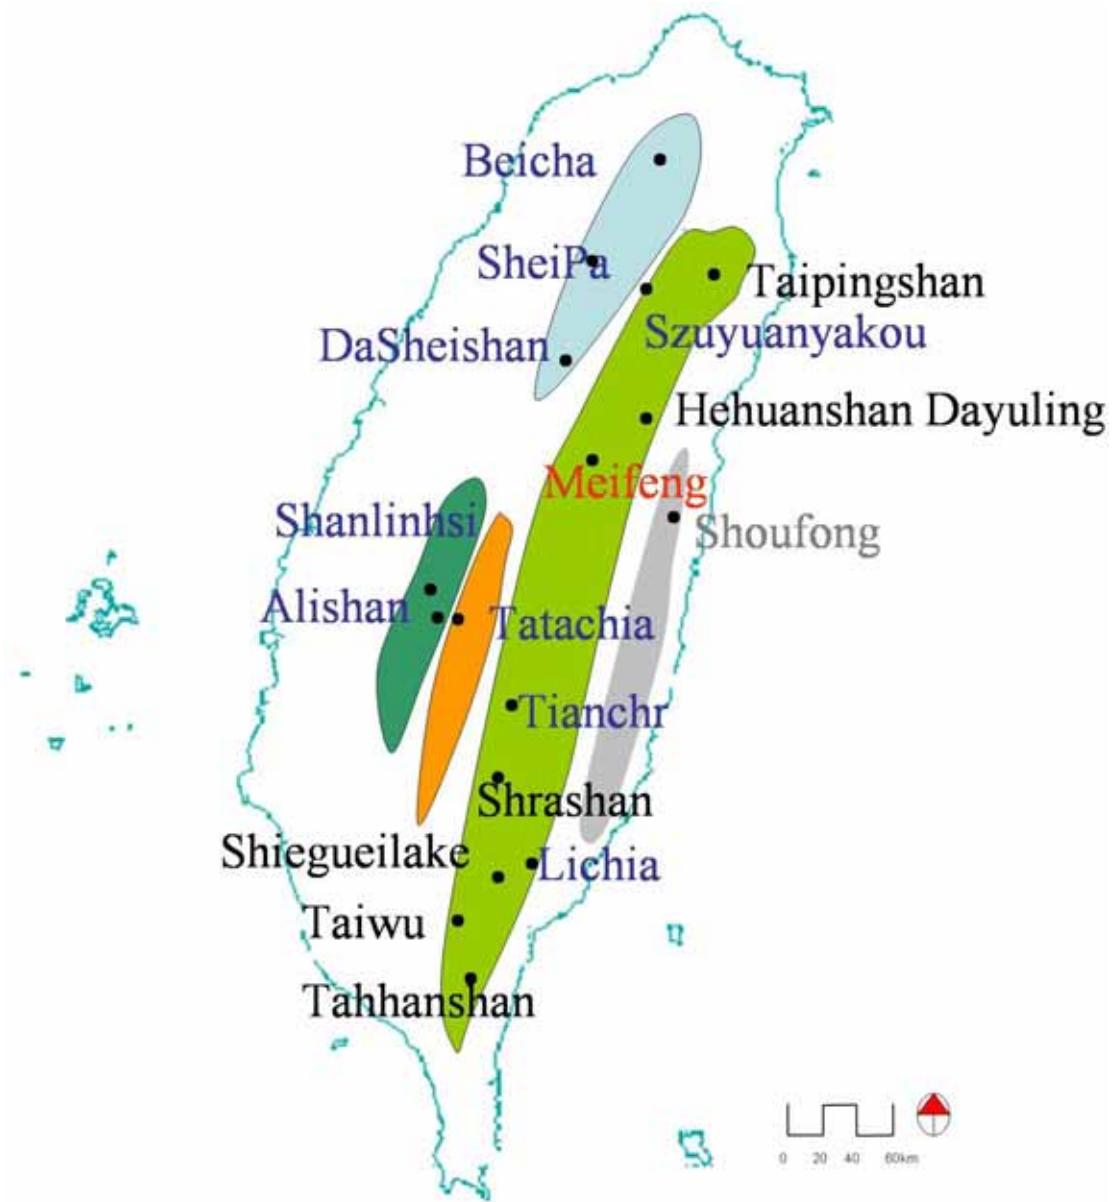 Beicha
SheiPa
Taipingshan
Szuyuanyakou
DaSheishan
Hehuanshan Dayuling
Meifeng
Shanlinhsi
Shoufong
Alishan
Tatachia
Tianchr
Shrashan
Shiegueilake
Lichia
Taiwu
Tahhanshan
0 20 40 60km